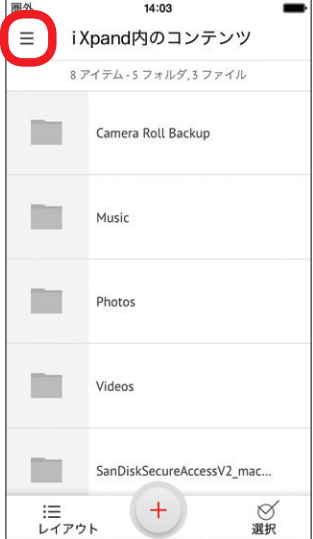 圏外 14:03
iXpand内のコンテンツ
8 アイテム - 5 フォルダ, 3 ファイル
Camera Roll Backup
Music
Photos
Videos
SanDiskSecureAccessV2_mac...
レイアウト
選択